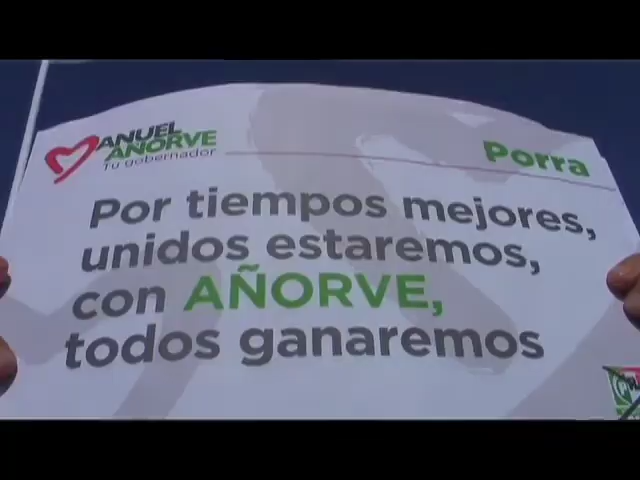 MANUEL
AÑORVE
Tu gobernador
Porra
Por tiempos mejores,
unidos estaremos,
con AÑORVE,
todos ganaremos